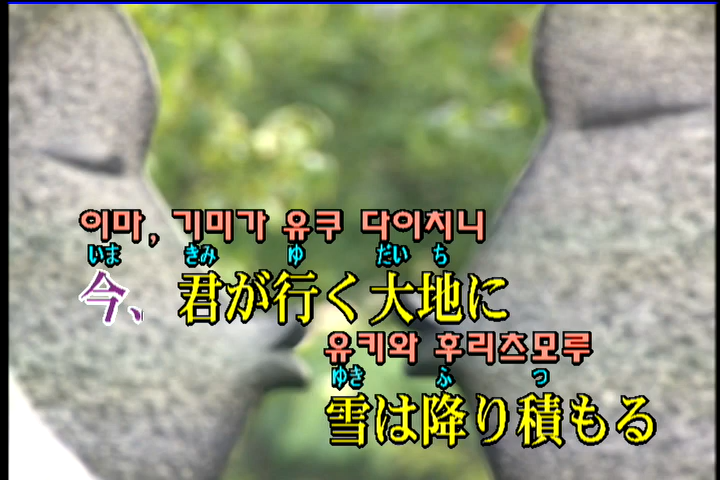 이마, 기미가 유쿠 다이치니
いま きみ ゆ だい ち
今、君が行く大地に
유키와 후리츠모루
ゆき ふ つ
雪は降り積もる